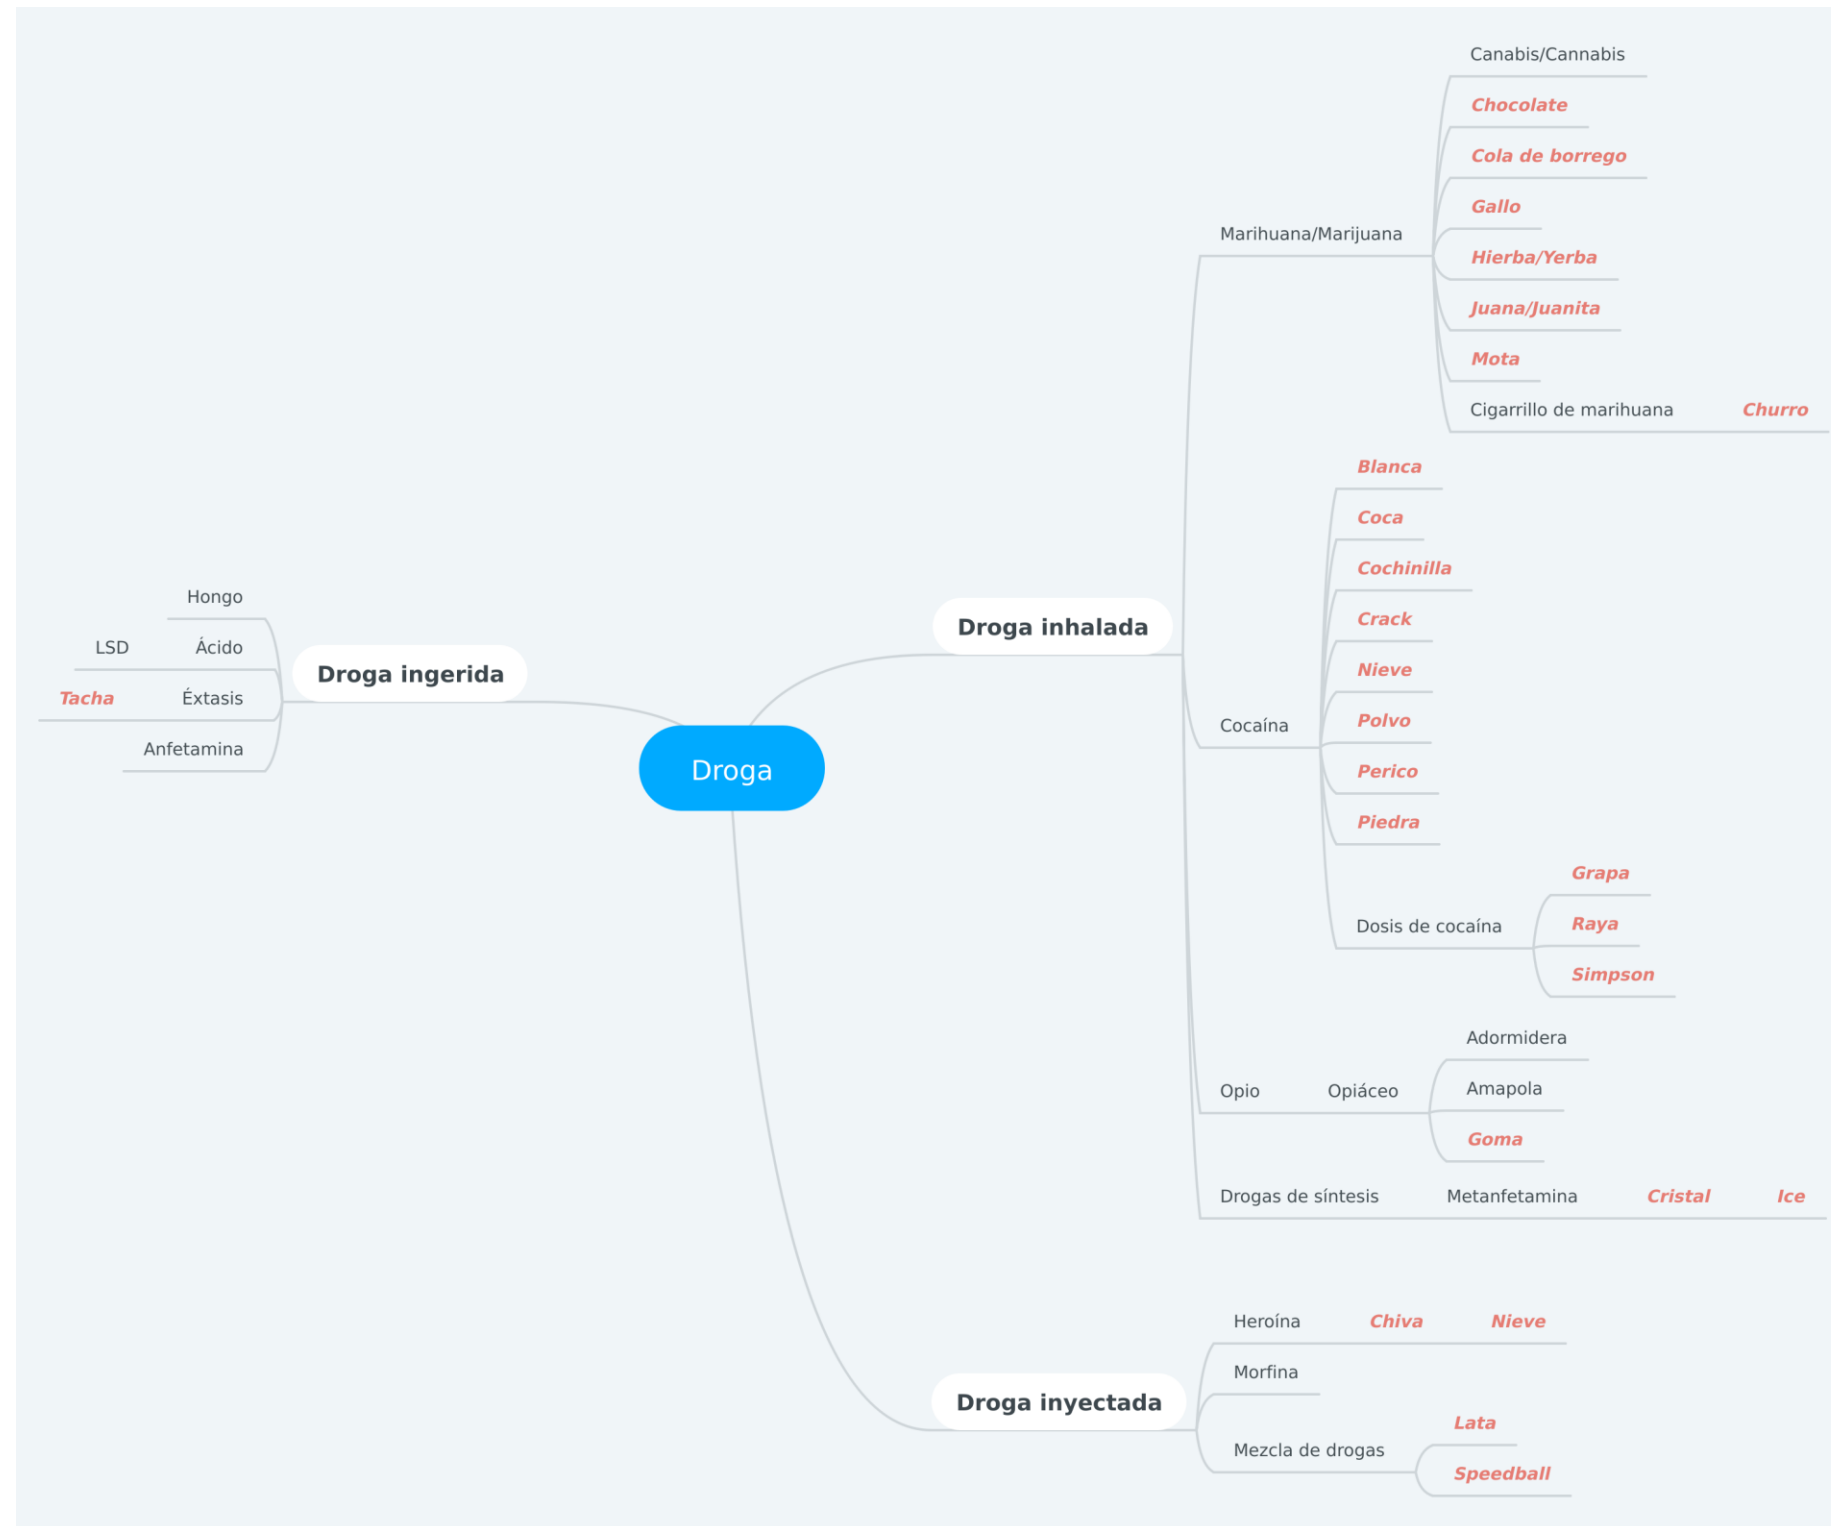 Droga
Droga ingerida
Hongo
Ácido
LSD
Éxtasis
Tacha
Anfetamina
Droga inhalada
Marihuana/Marijuana
Canabis/Cannabis
Chocolate
Cola de borrego
Gallo
Hierba/Yerba
Juana/Juanita
Mota
Cigarrillo de marihuana
Churro
Cocaína
Blanca
Coca
Cochinilla
Crack
Nieve
Polvo
Perico
Piedra
Dosis de cocaína
Grapa
Raya
Simpson
Opio
Opiáceo
Adormidera
Amapola
Goma
Drogas de síntesis
Metanfetamina
Cristal
Ice
Droga inyectada
Heroína
Chiva
Nieve
Morfina
Mezcla de drogas
Lata
Speedball